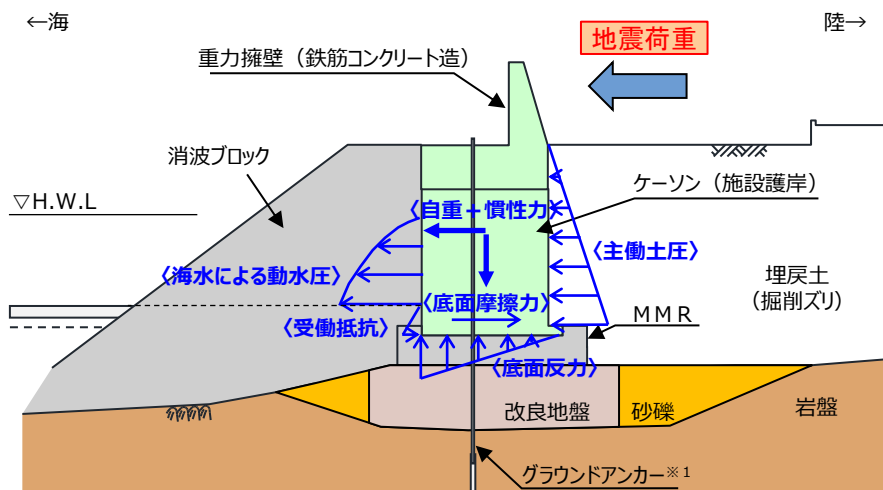 ←海
陸→
地震荷重
重力擁壁（鉄筋コンクリート造）
消波ブロック
ケーソン（施設護岸）
▽H.W.L
〈自重＋慣性力〉
〈主働土圧〉
〈海水による動水圧〉
埋戻土
（掘削ズリ）
〈底面摩擦力〉
〈受働抵抗〉
ＭＭＲ
〈底面反力〉
改良地盤
砂礫
岩盤
グラウンドアンカー※1